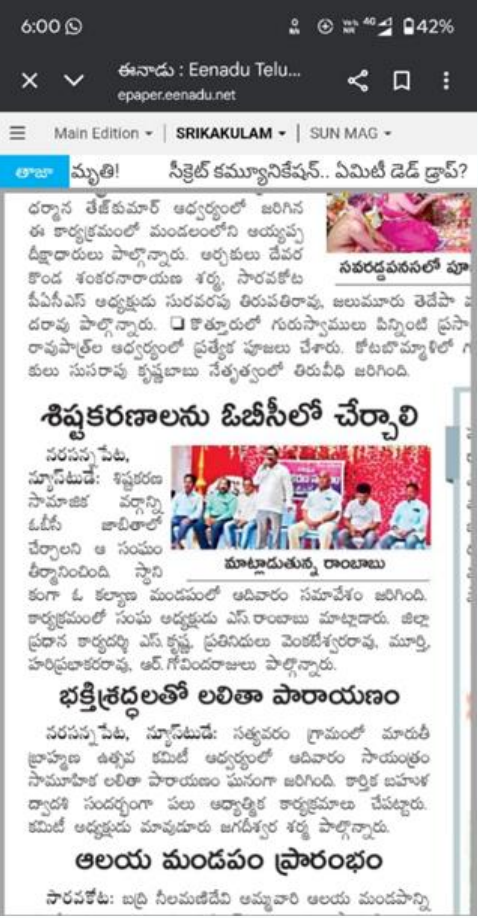 6:00 42%
4G
ఈనాడు : Eenadu Telu...
epaper.eenadu.net
Main Edition SRIKAKULAM SUN MAG
తాజా మృతి! సీక్రెట్ కమ్యూనికేషన్.. ఏమిటీ డెడ్ డ్రాప్?
ధర్మాన తేజ్‌కుమార్ ఆధ్వర్యంలో జరిగిన
ఈ కార్యక్రమంలో మండలంలోని అయ్యప్ప
దీక్షాధారులు పాల్గొన్నారు. అర్చకులు దేవర
కొండ శంకరనారాయణ శర్మ, సారవకోట
సవరడ్డపనసలో పూ
పీఏసీఎస్ అధ్యక్షుడు సురవరపు తిరుపతిరావు, జలుమూరు తెదేపా
దరావు పాల్గొన్నారు. ❑ కొత్తూరులో గురుస్వాములు పిన్నింటి ప్రసా
రావుపాత్రల ఆధ్వర్యంలో ప్రత్యేక పూజలు చేశారు. కోటబొమ్మాళిలో గ
కులు సుసరాపు కృష్ణబాబు నేతృత్వంలో తిరువీధి జరిగింది.
శిష్టకరణాలను ఓబీసీలో చేర్చాలి
నరసన్నపేట,
న్యూస్‌టుడే: శిష్టకరణ
సామాజిక వర్గాన్ని
ఓబీసీ జాబితాలో
చేర్చాలని ఆ సంఘం
తీర్మానించింది. స్థాని
మాట్లాడుతున్న రాంబాబు
కంగా ఓ కల్యాణ మండపంలో ఆదివారం సమావేశం జరిగింది.
కార్యక్రమంలో సంఘ అధ్యక్షుడు ఎస్.రాంబాబు మాట్లాడారు. జిల్లా
ప్రధాన కార్యదర్శి ఎస్.కృష్ణ, ప్రతినిధులు వెంకటేశ్వరరావు, మూర్తి,
హరిప్రభాకరరావు, ఆర్.గోవిందరాజులు పాల్గొన్నారు.
భక్తిశ్రద్ధలతో లలితా పారాయణం
నరసన్నపేట, న్యూస్‌టుడే: సత్యవరం గ్రామంలో మారుతీ
బ్రాహ్మణ ఉత్సవ కమిటీ ఆధ్వర్యంలో ఆదివారం సాయంత్రం
సామూహిక లలితా పారాయణం ఘనంగా జరిగింది. కార్తిక బహుళ
ద్వాదశి సందర్భంగా పలు ఆధ్యాత్మిక కార్యక్రమాలు చేపట్టారు.
కమిటీ అధ్యక్షుడు మావుడూరు జగదీశ్వర శర్మ పాల్గొన్నారు.
ఆలయ మండపం ప్రారంభం
సారవకోట: బద్రి నీలమణిదేవి అమ్మవారి ఆలయ మండపాన్ని